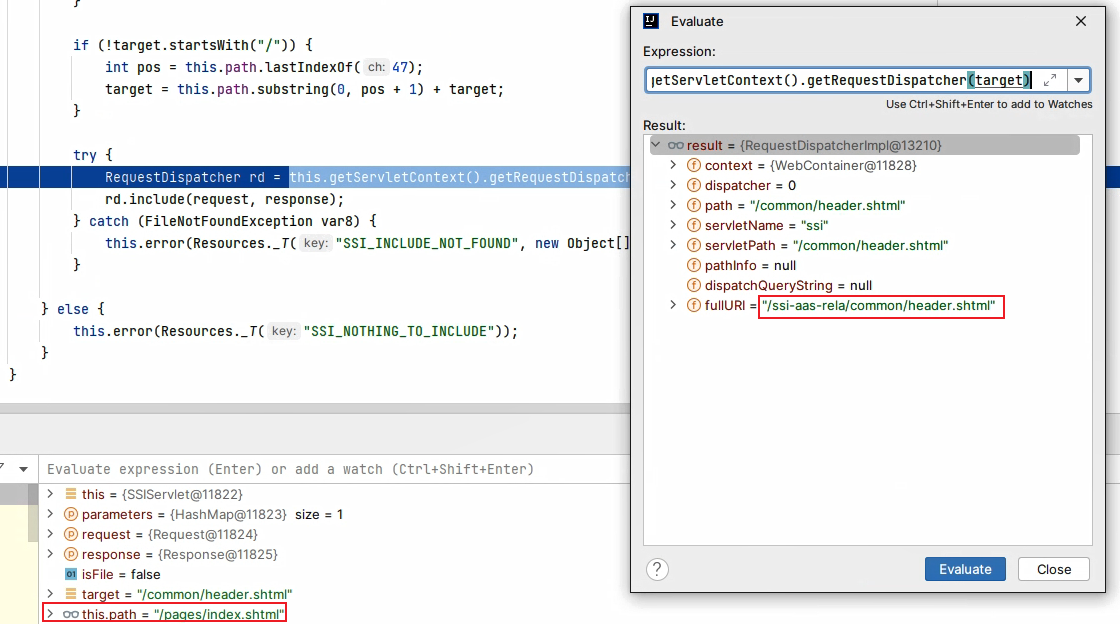 }
if (!target.startsWith("/")) {
int pos = this.path.lastIndexOf( ch: 47);
target = this.path.substring(0, pos + 1) + target;
}
try {
RequestDispatcher rd = this.getServletContext().getRequestDispatch
rd.include(request, response);
} catch (FileNotFoundException var8) {
this.error(Resources._T( key: "SSI_INCLUDE_NOT_FOUND", new Object[]
}
} else {
this.error(Resources._T( key: "SSI_NOTHING_TO_INCLUDE"));
}
}
Evaluate expression (Enter) or add a watch (Ctrl+Shift+Enter)
this = {SSIServlet@11822}
parameters = {HashMap@11823} size = 1
request = {Request@11824}
response = {Response@11825}
isFile = false
target = "/common/header.shtml"
this.path = "/pages/index.shtml"
Evaluate
Expression:
getServletContext().getRequestDispatcher(target)
Use Ctrl+Shift+Enter to add to Watches
Result:
result = {RequestDispatcherImpl@13210}
context = {WebContainer@11828}
dispatcher = 0
path = "/common/header.shtml"
servletName = "ssi"
servletPath = "/common/header.shtml"
pathInfo = null
dispatchQueryString = null
fullURI = "/ssi-aas-rela/common/header.shtml"
?
Evaluate
Close